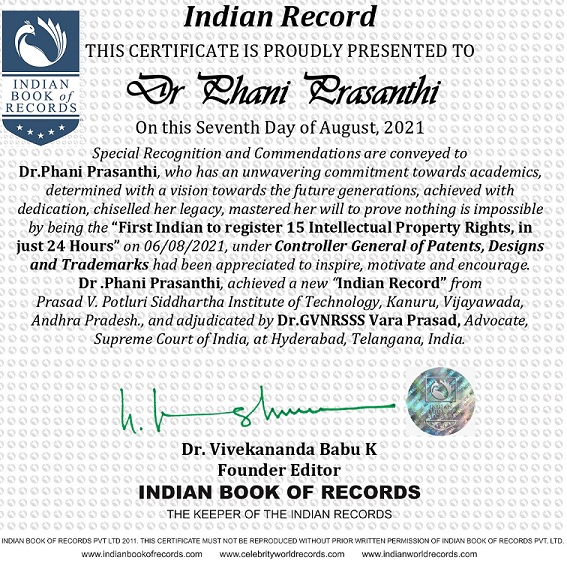 Indian Record
THIS CERTIFICATE IS PROUDLY PRESENTED TO
Dr Phani Prasanthi
INDIAN
BOOK of
RECORDS
On this Seventh Day of August, 2021
Special Recognition and Commendations are conveyed to
Dr.Phani Prasanthi, who has an unwavering commitment towards academics,
determined with a vision towards the future generations, achieved with
dedication, chiselled her legacy, mastered her will to prove nothing is impossible
by being the “First Indian to register 15 Intellectual Property Rights, in
just 24 Hours” on 06/08/2021, under Controller General of Patents, Designs
and Trademarks had been appreciated to inspire, motivate and encourage.
Dr .Phani Prasanthi, achieved a new “Indian Record” from
Prasad V. Potluri Siddhartha Institute of Technology, Kanuru, Vijayawada,
Andhra Pradesh., and adjudicated by Dr.GVNRSSS Vara Prasad, Advocate,
Supreme Court of India, at Hyderabad, Telangana, India.
INDIAN
BOOK of
RECORDS
Dr. Vivekananda Babu K
Founder Editor
INDIAN BOOK OF RECORDS
THE KEEPER OF THE INDIAN RECORDS
INDIAN BOOK OF RECORDS PVT LTD 2011. THIS CERTIFICATE MUST NOT BE REPRODUCED WITHOUT PRIOR WRITTEN PERMISSION OF INDIAN BOOK OF RECORDS PVT. LTD.
www.indianbookofrecords.com www.celebrityworldrecords.com www.indianworldrecords.com